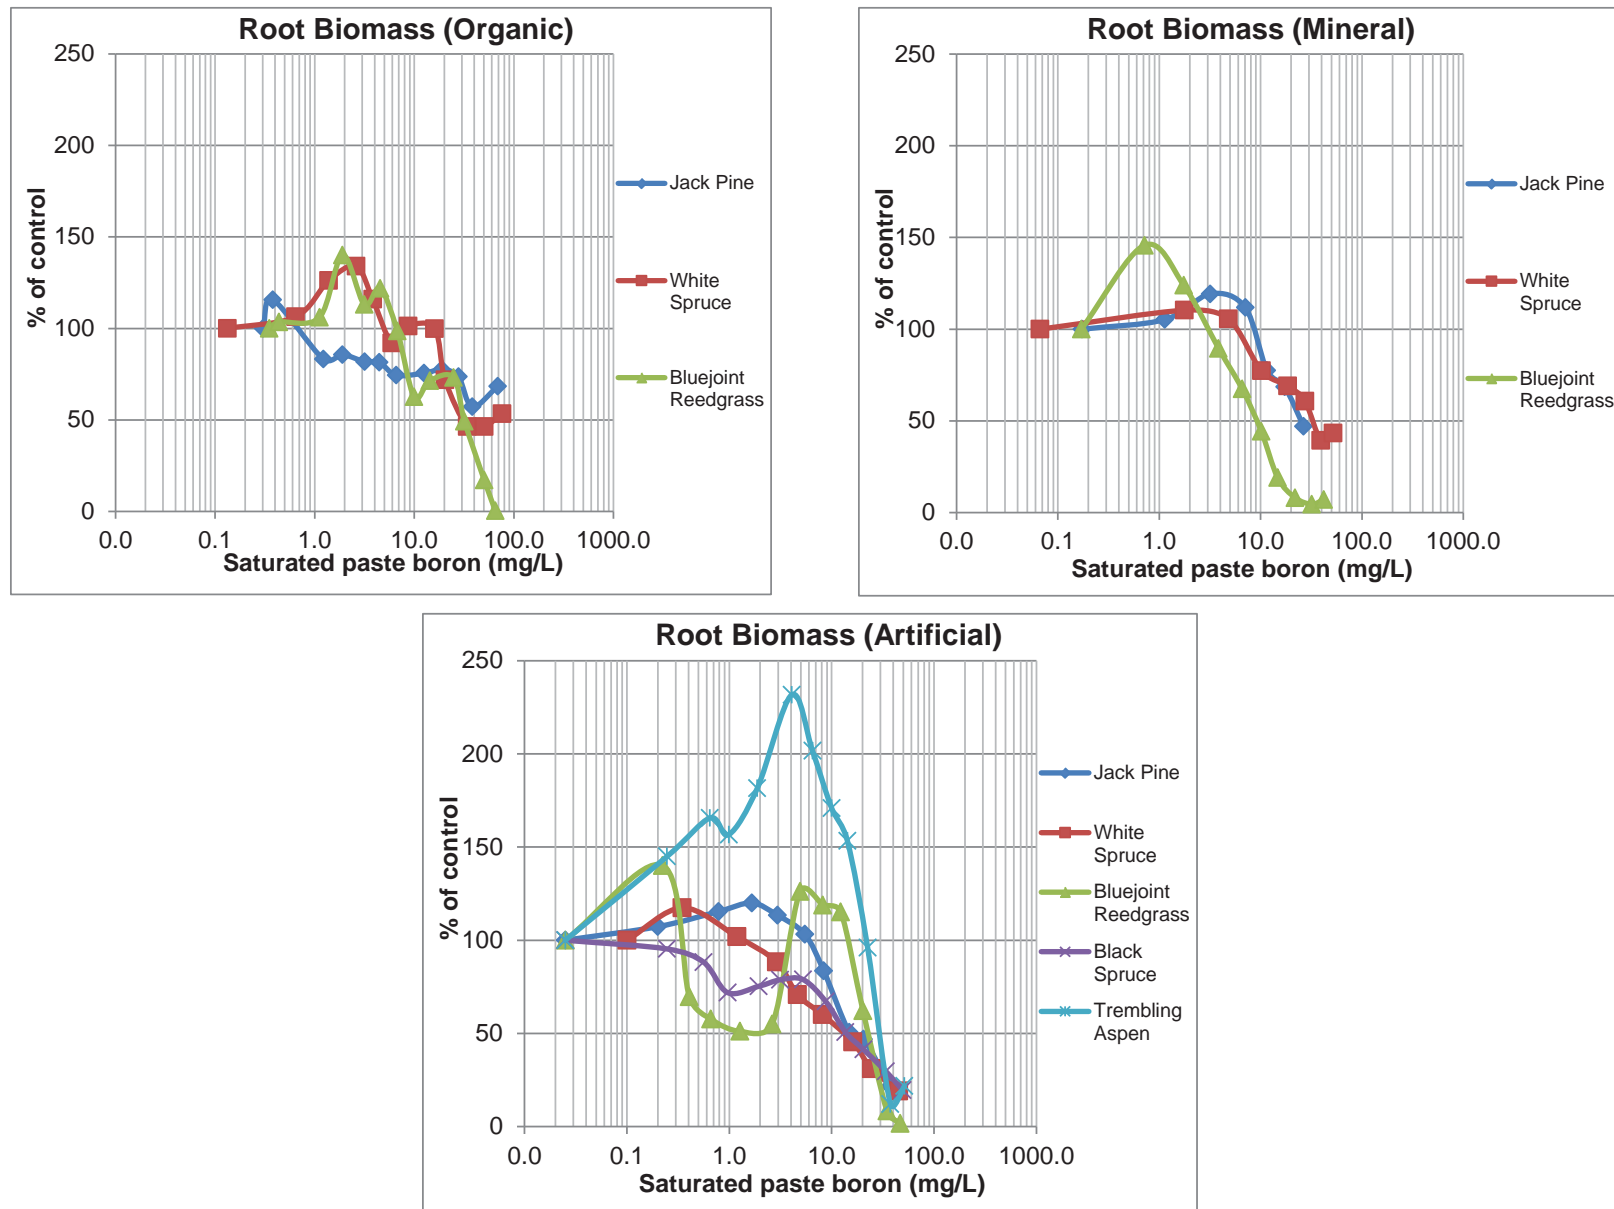 Root Biomass (Organic)
250
200
150
100
50
0
% of control
0.0 0.1 1.0 10.0 100.0 1000.0
Saturated paste boron (mg/L)
Jack Pine
White
Spruce
Bluejoint
Reedgrass
Root Biomass (Mineral)
250
200
150
100
50
0
% of control
0.0 0.1 1.0 10.0 100.0 1000.0
Saturated paste boron (mg/L)
Jack Pine
White
Spruce
Bluejoint
Reedgrass
Root Biomass (Artificial)
250
200
150
100
50
0
% of control
0.0 0.1 1.0 10.0 100.0 1000.0
Saturated paste boron (mg/L)
Jack Pine
White
Spruce
Bluejoint
Reedgrass
Black
Spruce
Trembling
Aspen